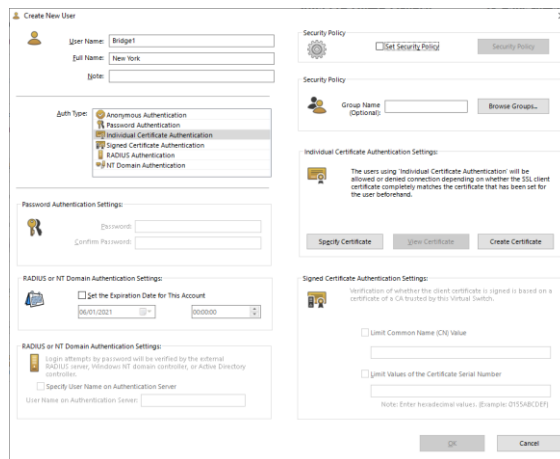 Create New User
User Name: Bridge1
Full Name: New York
Note:
Auth Type:
Anonymous Authentication
Password Authentication
Individual Certificate Authentication
Signed Certificate Authentication
RADIUS Authentication
NT Domain Authentication
Password Authentication Settings:
Password:
Confirm Password:
RADIUS or NT Domain Authentication Settings:
Set the Expiration Date for This Account
06/01/2021 00:00:00
RADIUS or NT Domain Authentication Settings:
Login attempts by password will be verified by the external
RADIUS server, Windows NT domain controller, or Active Directory
controller.
Specify User Name on Authentication Server
User Name on Authentication Server:
Security Policy
Set Security Policy
Security Policy
Security Policy
Group Name
(Optional):
Browse Groups...
Individual Certificate Authentication Settings:
The users using 'Individual Certificate Authentication' will be
allowed or denied connection depending on whether the SSL client
certificate completely matches the certificate that has been set for
the user beforehand.
Specify Certificate View Certificate Create Certificate
Signed Certificate Authentication Settings:
Verification of whether the client certificate is signed is based on a
certificate of a CA trusted by this Virtual Switch.
Limit Common Name (CN) Value
Limit Values of the Certificate Serial Number
Note: Enter hexadecimal values. (Example: 0155ABCDEF)
OK Cancel